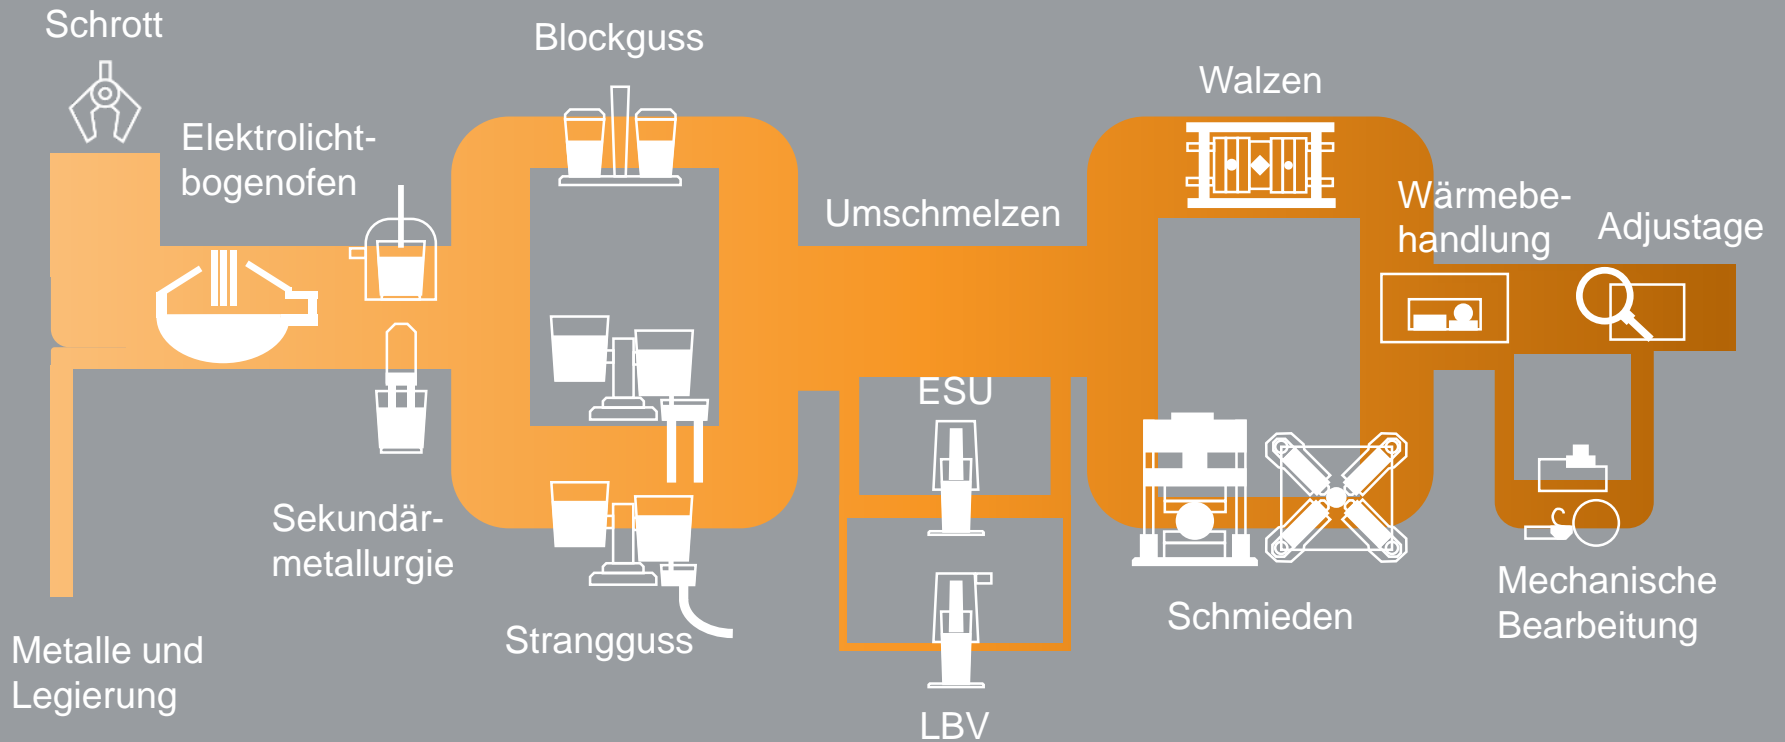 Schrott
Elektrolicht-
bogenofen
Metalle und
Legierung
Sekundär-
metallurgie
Blockguss
Strangguss
Umschmelzen
ESU
LBV
Walzen
Schmieden
Wärmebe-
handlung
Adjustage
Mechanische
Bearbeitung